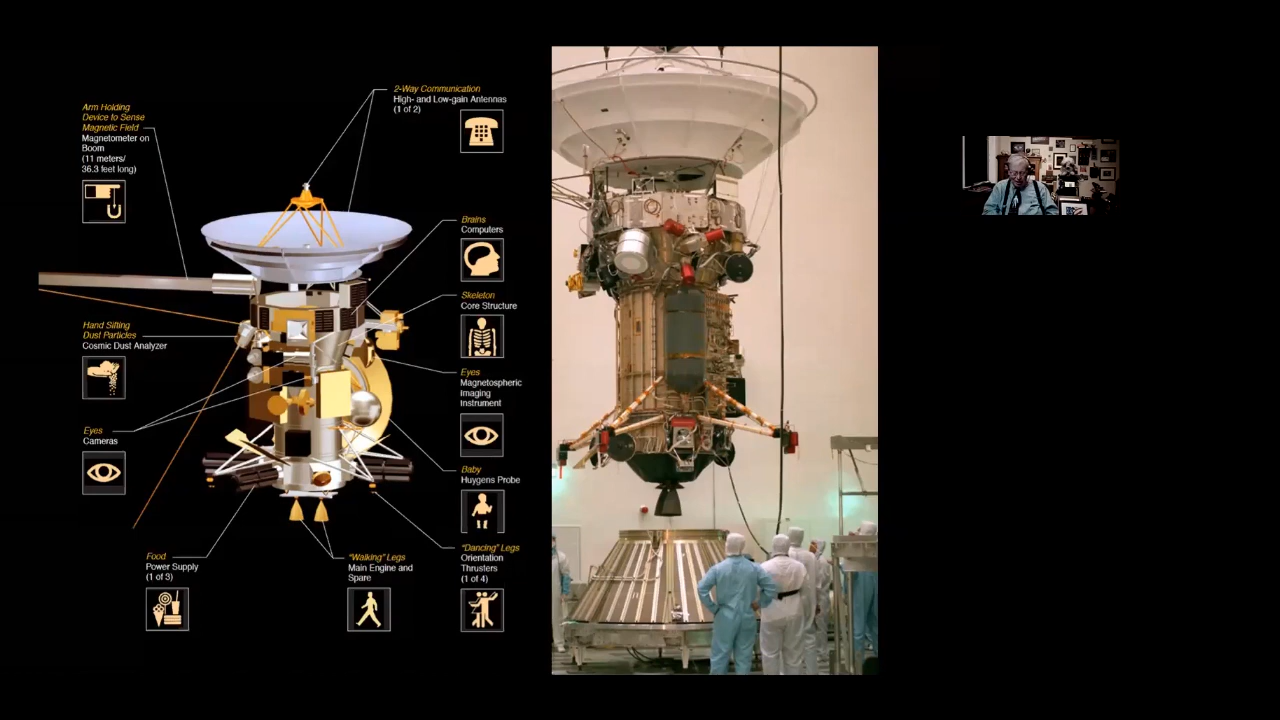 Arm Holding
Device to Sense
Magnetic Field
Magnetometer on
Boom
(11 meters/
36.3 feet long)
2-Way Communication
High- and Low-gain Antennas
(1 of 2)
Brains
Computers
Skeleton
Core Structure
Hand Sifting
Dust Particles
Cosmic Dust Analyzer
Eyes
Magnetospheric
Imaging
Instrument
Eyes
Cameras
Baby
Huygens Probe
Food
Power Supply
(1 of 3)
"Walking" Legs
Main Engine and
Spare
"Dancing" Legs
Orientation
Thrusters
(1 of 4)